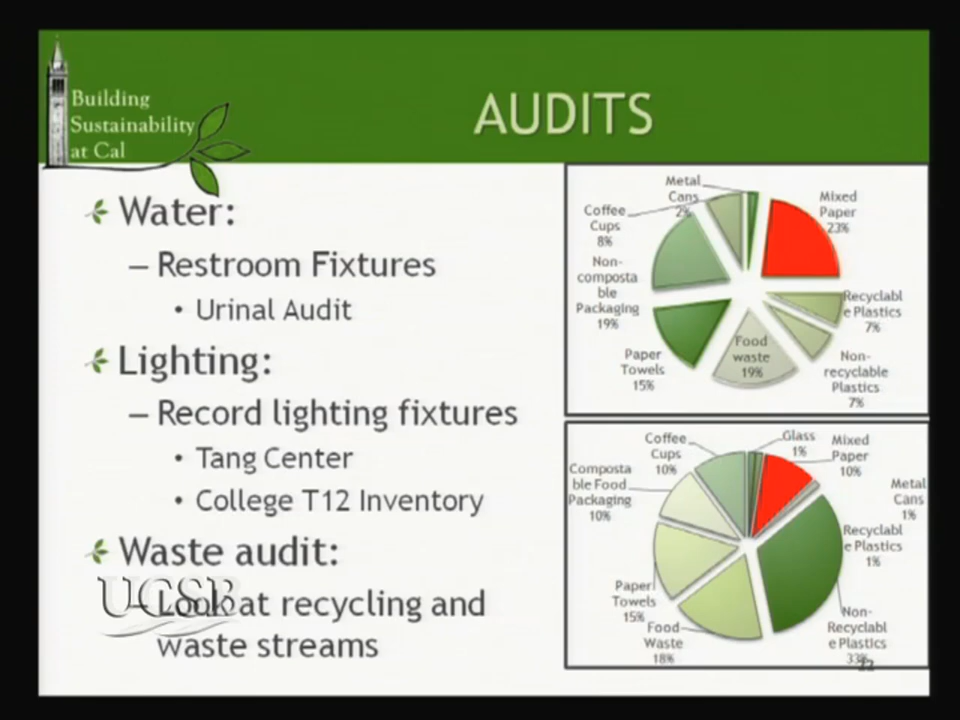 Building
Sustainability
at Cal
AUDITS
Water:
– Restroom Fixtures
• Urinal Audit
Lighting:
– Record lighting fixtures
• Tang Center
• College T12 Inventory
Waste audit:
– Look at recycling and
waste streams
UCSB
Metal
Cans
2%
Mixed
Paper
23%
Coffee
Cups
8%
Non-
composta
ble
Packaging
19%
Recyclabl
e Plastics
7%
Paper
Towels
15%
Food
waste
19%
Non-
recyclable
Plastics
7%
Coffee
Cups
10%
Glass
1%
Mixed
Paper
10%
Composta
ble Food
Packaging
10%
Metal
Cans
1%
Recyclabl
e Plastics
1%
Paper
Towels
15%
Food
Waste
18%
Non-
Recyclabl
e Plastics
33%